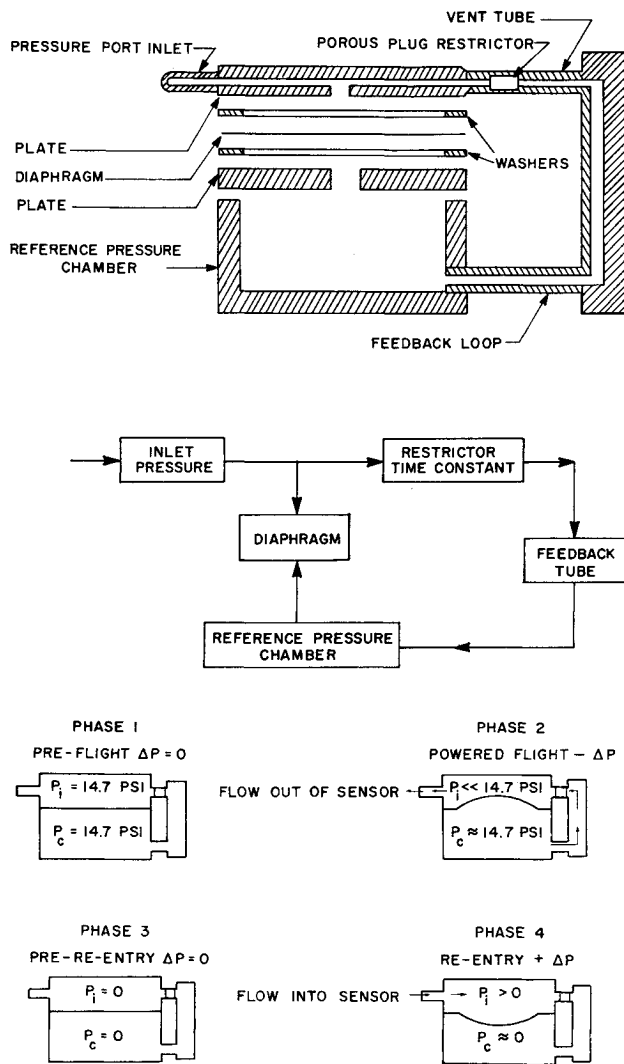 VENT TUBE
POROUS PLUG RESTRICTOR
PRESSURE PORT INLET
PLATE
DIAPHRAGM
PLATE
WASHERS
REFERENCE PRESSURE
CHAMBER
FEEDBACK LOOP
INLET
PRESSURE
RESTRICTOR
TIME CONSTANT
DIAPHRAGM
FEEDBACK
TUBE
REFERENCE PRESSURE
CHAMBER
PHASE 1
PRE-FLIGHT ΔP=0
Pi = 14.7 PSI
Pc = 14.7 PSI
PHASE 2
POWERED FLIGHT – ΔP
FLOW OUT OF SENSOR
Pi << 14.7 PSI
Pc ≈ 14.7 PSI
PHASE 3
PRE-RE-ENTRY ΔP=0
Pi = 0
Pc = 0
PHASE 4
RE-ENTRY + ΔP
FLOW INTO SENSOR
Pi > 0
Pc ≈ 0